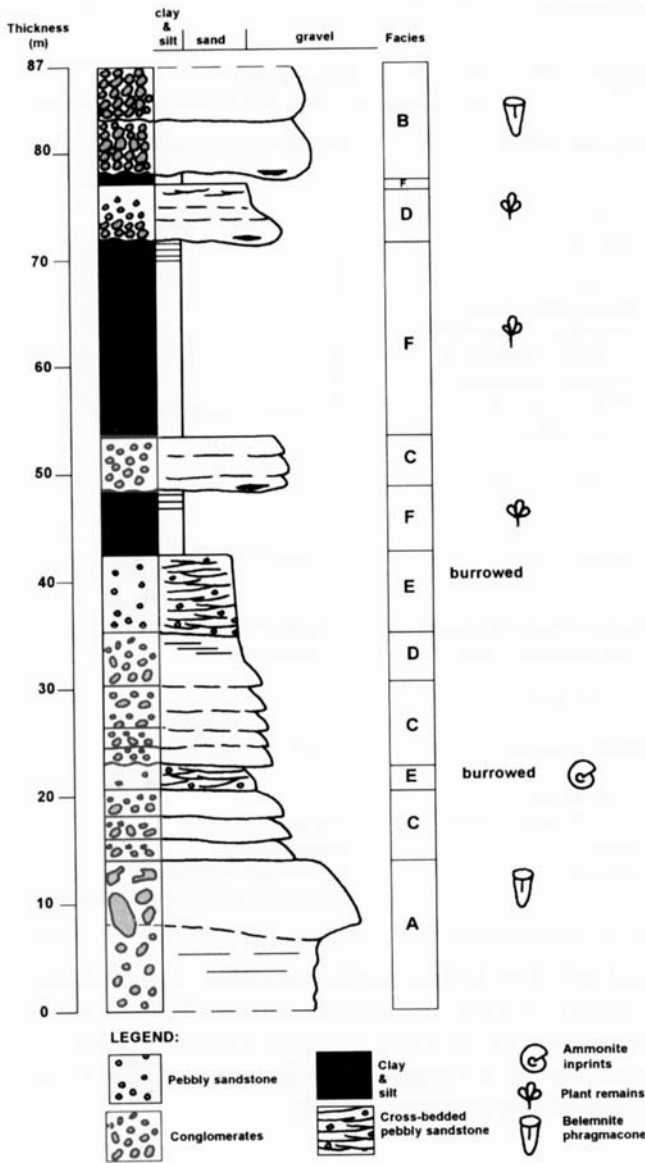 Thickness
(m)
clay
&
silt
sand
gravel
Facies
87
B
80
F
D
70
F
60
C
50
F
40
E
burrowed
D
30
C
E
burrowed
20
C
10
A
0
LEGEND:
Pebbly sandstone
Conglomerates
Clay
&
silt
Cross-bedded
pebbly sandstone
Ammonite
inprints
Plant remains
Belemnite
phragmacone